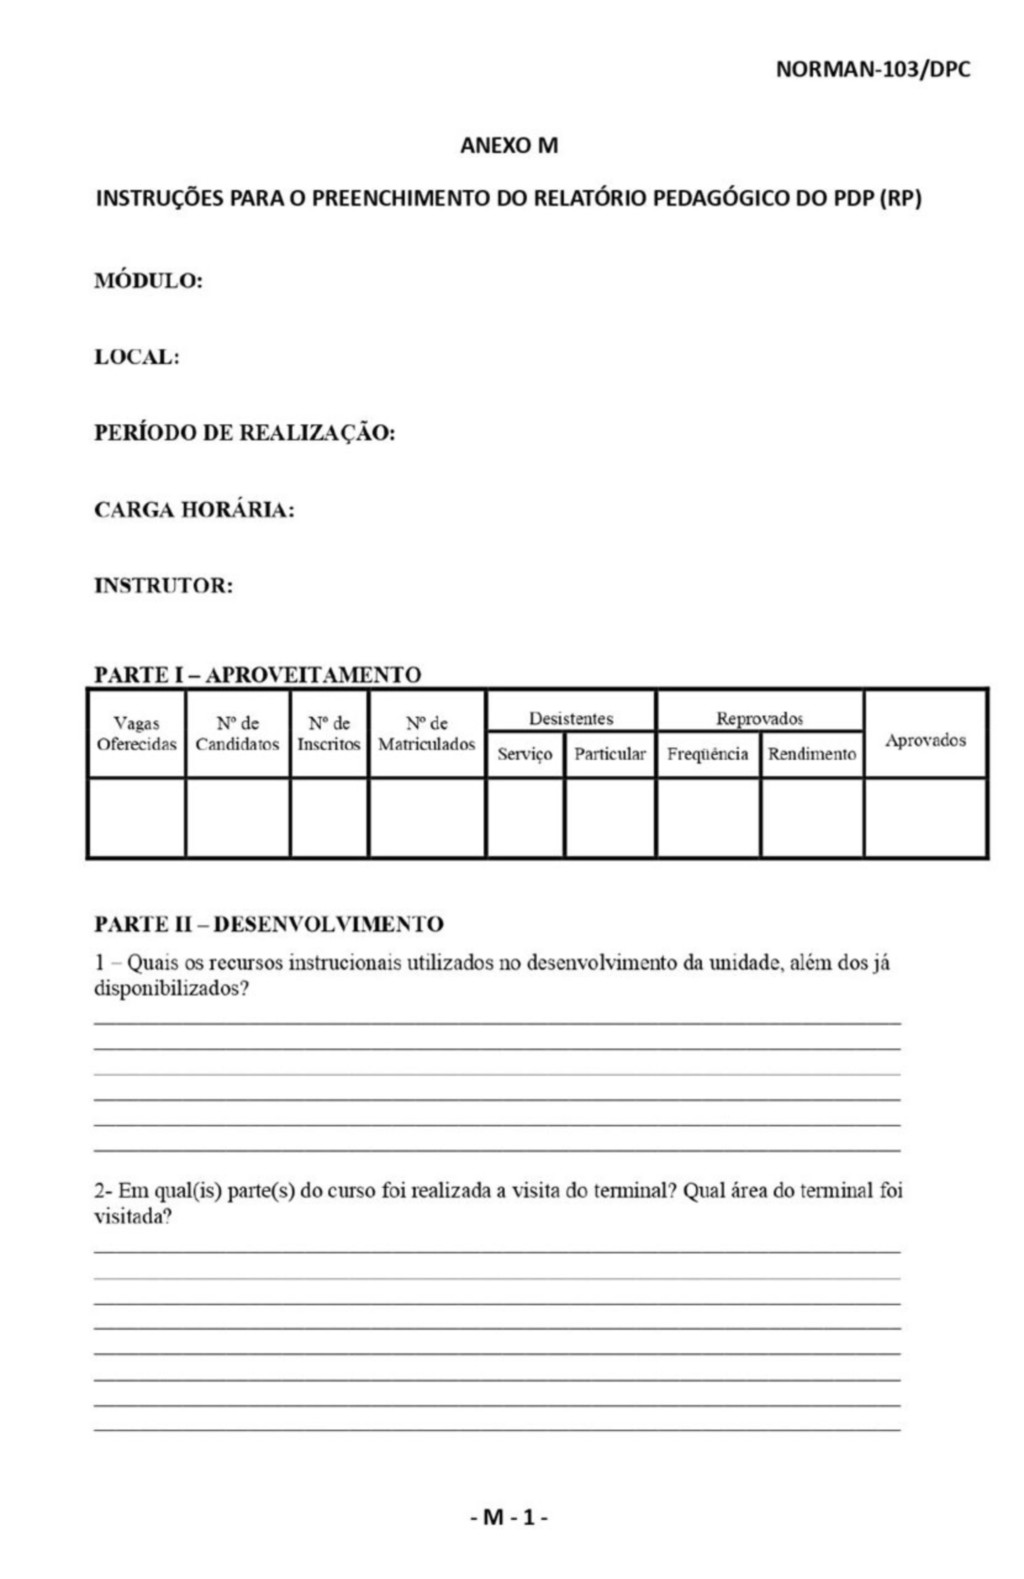 NORMAN-103/DPC
ANEXO M
INSTRUÇÕES PARA O PREENCHIMENTO DO RELATÓRIO PEDAGÓGICO DO PDP (RP)
MÓDULO:
LOCAL:
PERÍODO DE REALIZAÇÃO:
CARGA HORÁRIA:
INSTRUTOR:
PARTE I – APROVEITAMENTO
Vagas Oferecidas
Nº de Candidatos
Nº de Inscritos
Nº de Matriculados
Desistentes
Serviço
Particular
Reprovados
Freqüência
Rendimento
Aprovados
PARTE II – DESENVOLVIMENTO
1 – Quais os recursos instrucionais utilizados no desenvolvimento da unidade, além dos já
disponibilizados?
2- Em qual(is) parte(s) do curso foi realizada a visita do terminal? Qual área do terminal foi
visitada?
- M - 1 -